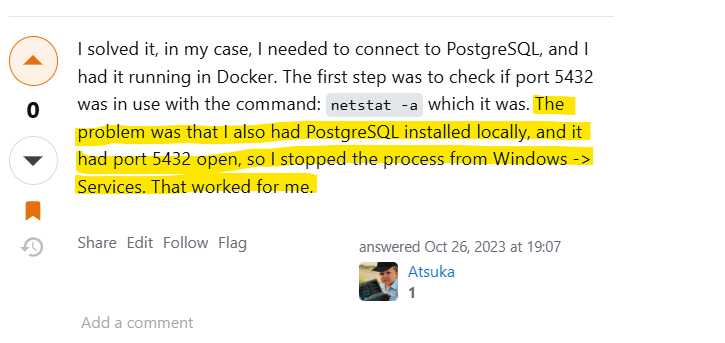 I solved it, in my case, I needed to connect to PostgreSQL, and I
had it running in Docker. The first step was to check if port 5432
0
was in use with the command: netstat -a which it was. The
problem was that I also had PostgreSQL installed locally, and it
had port 5432 open, so I stopped the process from Windows ->
Services. That worked for me.
Share Edit Follow Flag
answered Oct 26, 2023 at 19:07
Atsuka
1
Add a comment